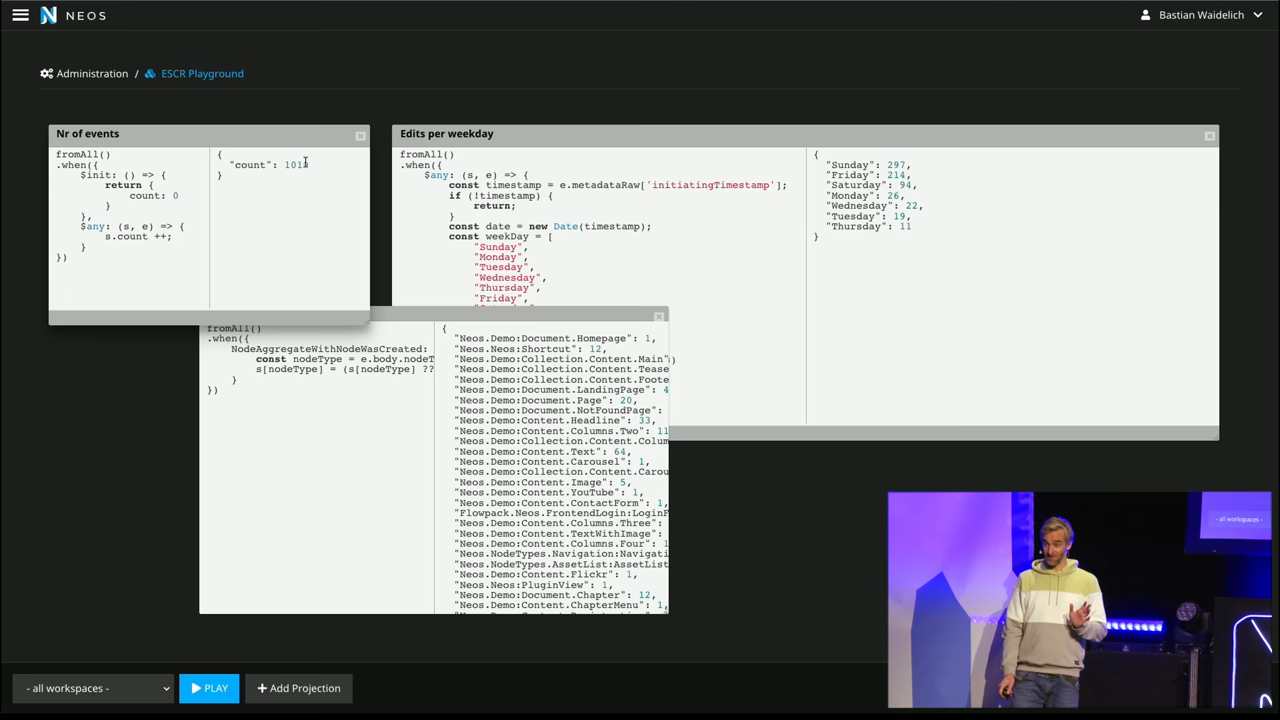 NEOS
Bastian Waidelich
Administration / ESCR Playground
Nr of events
fromAll()
.when({
$init: () => {
return {
count: 0
}
},
$any: (s, e) => {
s.count ++;
}
})
{
"count":
}
Edits per weekday
fromAll()
.when({
$any: (s, e) => {
const timestamp = e.metadataRaw['initiatingTimestamp'];
if (!timestamp) {
return;
}
const date = new Date(timestamp);
const weekDay = [
"Sunday",
"Monday",
"Tuesday",
"Wednesday",
"Thursday",
"Friday",
{
"Sunday": 297,
"Friday": 214,
"Saturday": 94,
"Monday": 26,
"Wednesday": 22,
"Tuesday": 19,
"Thursday": 11
}
fromAll()
.when({
NodeAggregateWithNodeWasCreated:
const nodeType = e.body.nodeT
s[nodeType] = (s[nodeType] ??
}
})
{
"Neos.Demo:Document.Homepage": 1,
"Neos.Neos:Shortcut": 12,
"Neos.Demo:Collection.Content.Main"
"Neos.Demo:Collection.Content.Tease
"Neos.Demo:Collection.Content.Foote
"Neos.Demo:Document.LandingPage": 4
"Neos.Demo:Document.Page": 20,
"Neos.Demo:Document.NotFoundPage":
"Neos.Demo:Content.Headline": 33,
"Neos.Demo:Content.Columns.Two": 11
"Neos.Demo:Collection.Content.Colum
"Neos.Demo:Content.Text": 64,
"Neos.Demo:Content.Carousel": 1,
"Neos.Demo:Collection.Content.Carou
"Neos.Demo:Content.Image": 5,
"Neos.Demo:Content.YouTube": 1,
"Neos.Demo:Content.ContactForm": 1,
"Flowpack.Neos.FrontendLogin:LoginF
"Neos.Demo:Content.Columns.Three":
"Neos.Demo:Content.TextWithImage":
"Neos.Demo:Content.Columns.Four": 1
"Neos.NodeTypes.Navigation:Navigati
"Neos.NodeTypes.AssetList:AssetList
"Neos.Demo:Content.Flickr": 1,
"Neos.Neos:PluginView": 1,
"Neos.Demo:Document.Chapter": 12,
"Neos.Demo:Content.ChapterMenu": 1,
- all workspaces -
- all workspaces -
PLAY
Add Projection